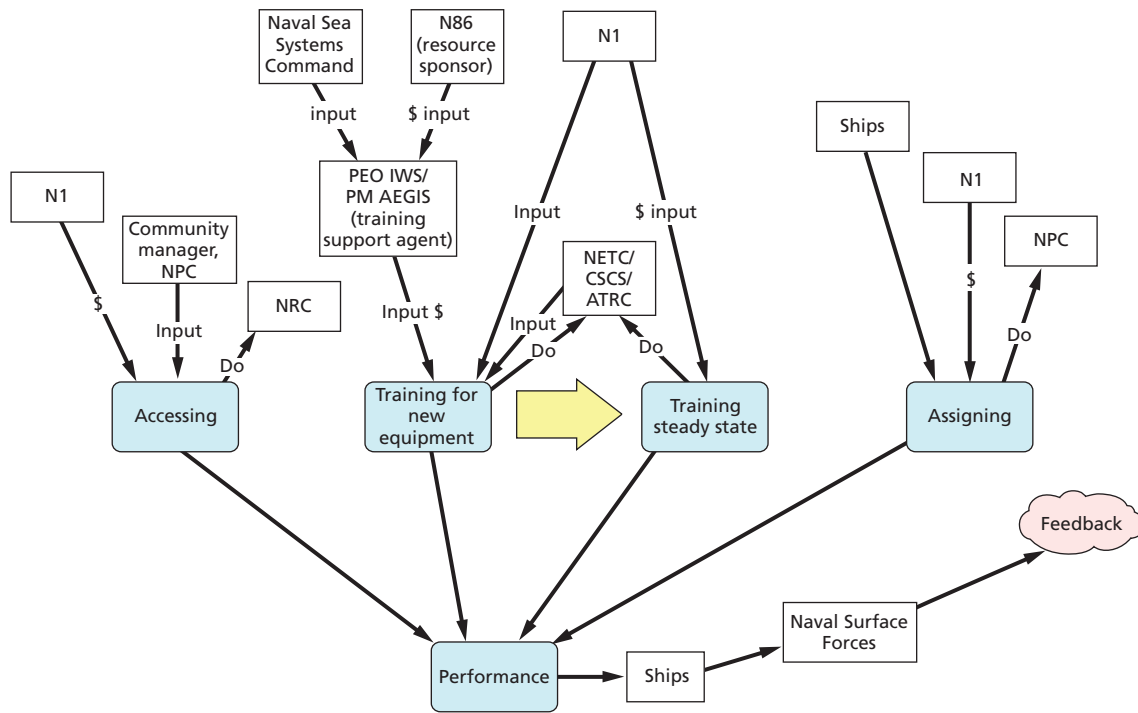 Naval Sea
Systems
Command
N86
(resource
sponsor)
N1
input
$ input
Ships
PEO IWS/
PM AEGIS
(training
support agent)
N1
N1
Input
$ input
Community
manager,
NPC
NPC
NETC/
CSCS/
ATRC
$
NRC
$
Input $
Input
Input
Do
Do
Do
Do
Accessing
Training for
new
equipment
Training
steady state
Assigning
Feedback
Naval Surface
Forces
Performance
Ships